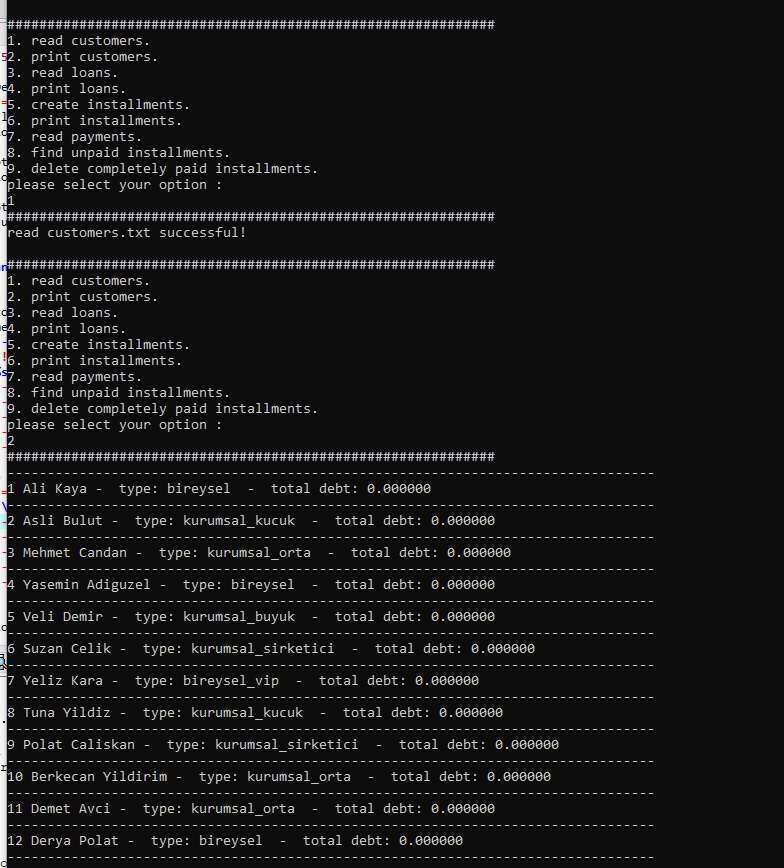 ##############################################################
1. read customers.
2. print customers.
3. read loans.
4. print loans.
5. create installments.
6. print installments.
7. read payments.
8. find unpaid installments.
9. delete completely paid installments.
please select your option :
1
##############################################################
read customers.txt successful!
##############################################################
1. read customers.
2. print customers.
3. read loans.
4. print loans.
5. create installments.
6. print installments.
7. read payments.
8. find unpaid installments.
9. delete completely paid installments.
please select your option :
2
##############################################################
---------------------------------------------------------------------------------
1 Ali Kaya -  type: bireysel  -  total debt: 0.000000
---------------------------------------------------------------------------------
2 Asli Bulut -  type: kurumsal_kucuk  -  total debt: 0.000000
---------------------------------------------------------------------------------
3 Mehmet Candan -  type: kurumsal_orta  -  total debt: 0.000000
---------------------------------------------------------------------------------
4 Yasemin Adiguzel -  type: bireysel  -  total debt: 0.000000
---------------------------------------------------------------------------------
5 Veli Demir -  type: kurumsal_buyuk  -  total debt: 0.000000
---------------------------------------------------------------------------------
6 Suzan Celik -  type: kurumsal_sirketici  -  total debt: 0.000000
---------------------------------------------------------------------------------
7 Yeliz Kara -  type: bireysel_vip  -  total debt: 0.000000
---------------------------------------------------------------------------------
8 Tuna Yildiz -  type: kurumsal_kucuk  -  total debt: 0.000000
---------------------------------------------------------------------------------
9 Polat Caliskan -  type: kurumsal_sirketici  -  total debt: 0.000000
---------------------------------------------------------------------------------
10 Berkecan Yildirim -  type: kurumsal_orta  -  total debt: 0.000000
---------------------------------------------------------------------------------
11 Demet Avci -  type: kurumsal_orta  -  total debt: 0.000000
---------------------------------------------------------------------------------
12 Derya Polat -  type: bireysel  -  total debt: 0.000000
---------------------------------------------------------------------------------